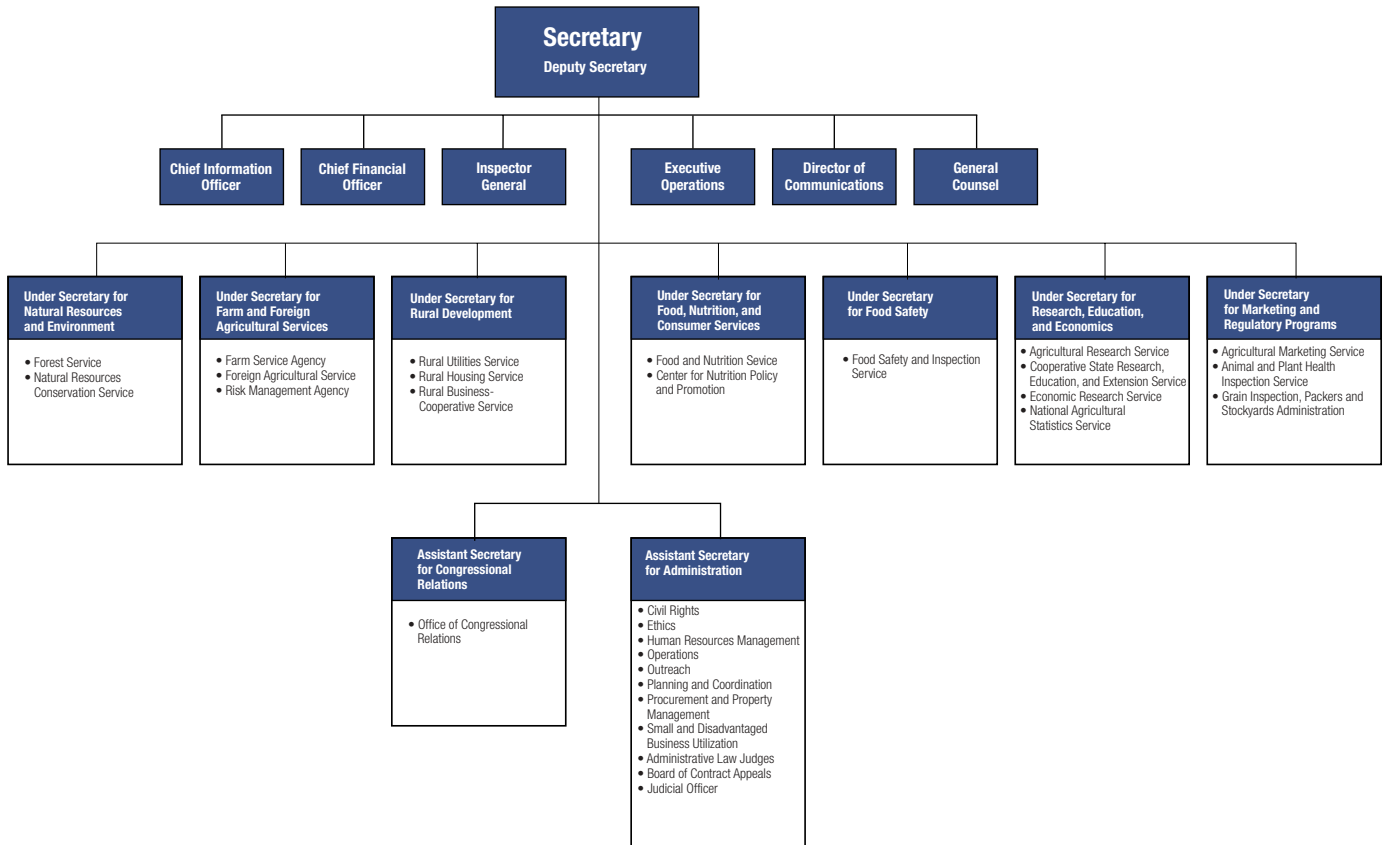 Secretary
Deputy Secretary
Chief Information
Officer
Chief Financial
Officer
Inspector
General
Executive
Operations
Director of
Communications
General
Counsel
Under Secretary for
Natural Resources
and Environment
• Forest Service
• Natural Resources
Conservation Service
Under Secretary for
Farm and Foreign
Agricultural Services
• Farm Service Agency
• Foreign Agricultural Service
• Risk Management Agency
Under Secretary for
Rural Development
• Rural Utilities Service
• Rural Housing Service
• Rural Business-
Cooperative Service
Under Secretary for
Food, Nutrition, and
Consumer Services
• Food and Nutrition Sevice
• Center for Nutrition Policy
and Promotion
Under Secretary
for Food Safety
• Food Safety and Inspection
Service
Under Secretary for
Research, Education,
and Economics
• Agricultural Research Service
• Cooperative State Research,
Education, and Extension Service
• Economic Research Service
• National Agricultural
Statistics Service
Under Secretary
for Marketing and
Regulatory Programs
• Agricultural Marketing Service
• Animal and Plant Health
Inspection Service
• Grain Inspection, Packers and
Stockyards Administration
Assistant Secretary
for Congressional
Relations
• Office of Congressional
Relations
Assistant Secretary
for Administration
• Civil Rights
• Ethics
• Human Resources Management
• Operations
• Outreach
• Planning and Coordination
• Procurement and Property
Management
• Small and Disadvantaged
Business Utilization
• Administrative Law Judges
• Board of Contract Appeals
• Judicial Officer